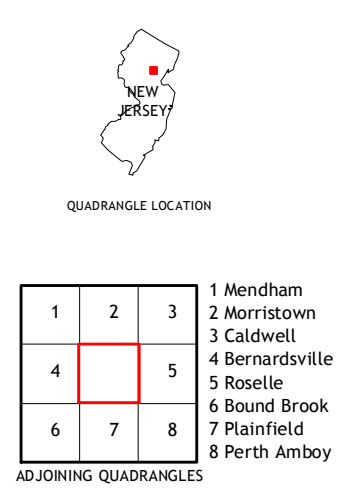 NEW
JERSEY
QUADRANGLE LOCATION
1 2 3
4 5
6 7 8
1 Mendham
2 Morristown
3 Caldwell
4 Bernardsville
5 Roselle
6 Bound Brook
7 Plainfield
8 Perth Amboy
ADJOINING QUADRANGLES